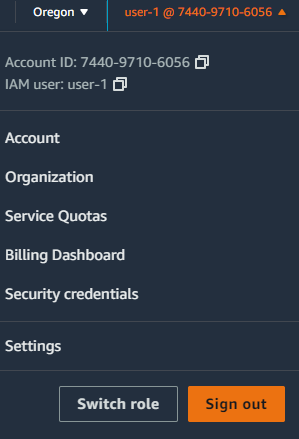 Oregon user-1 @ 7440-9710-6056
Account ID: 7440-9710-6056
IAM user: user-1
Account
Organization
Service Quotas
Billing Dashboard
Security credentials
Settings
Switch role Sign out